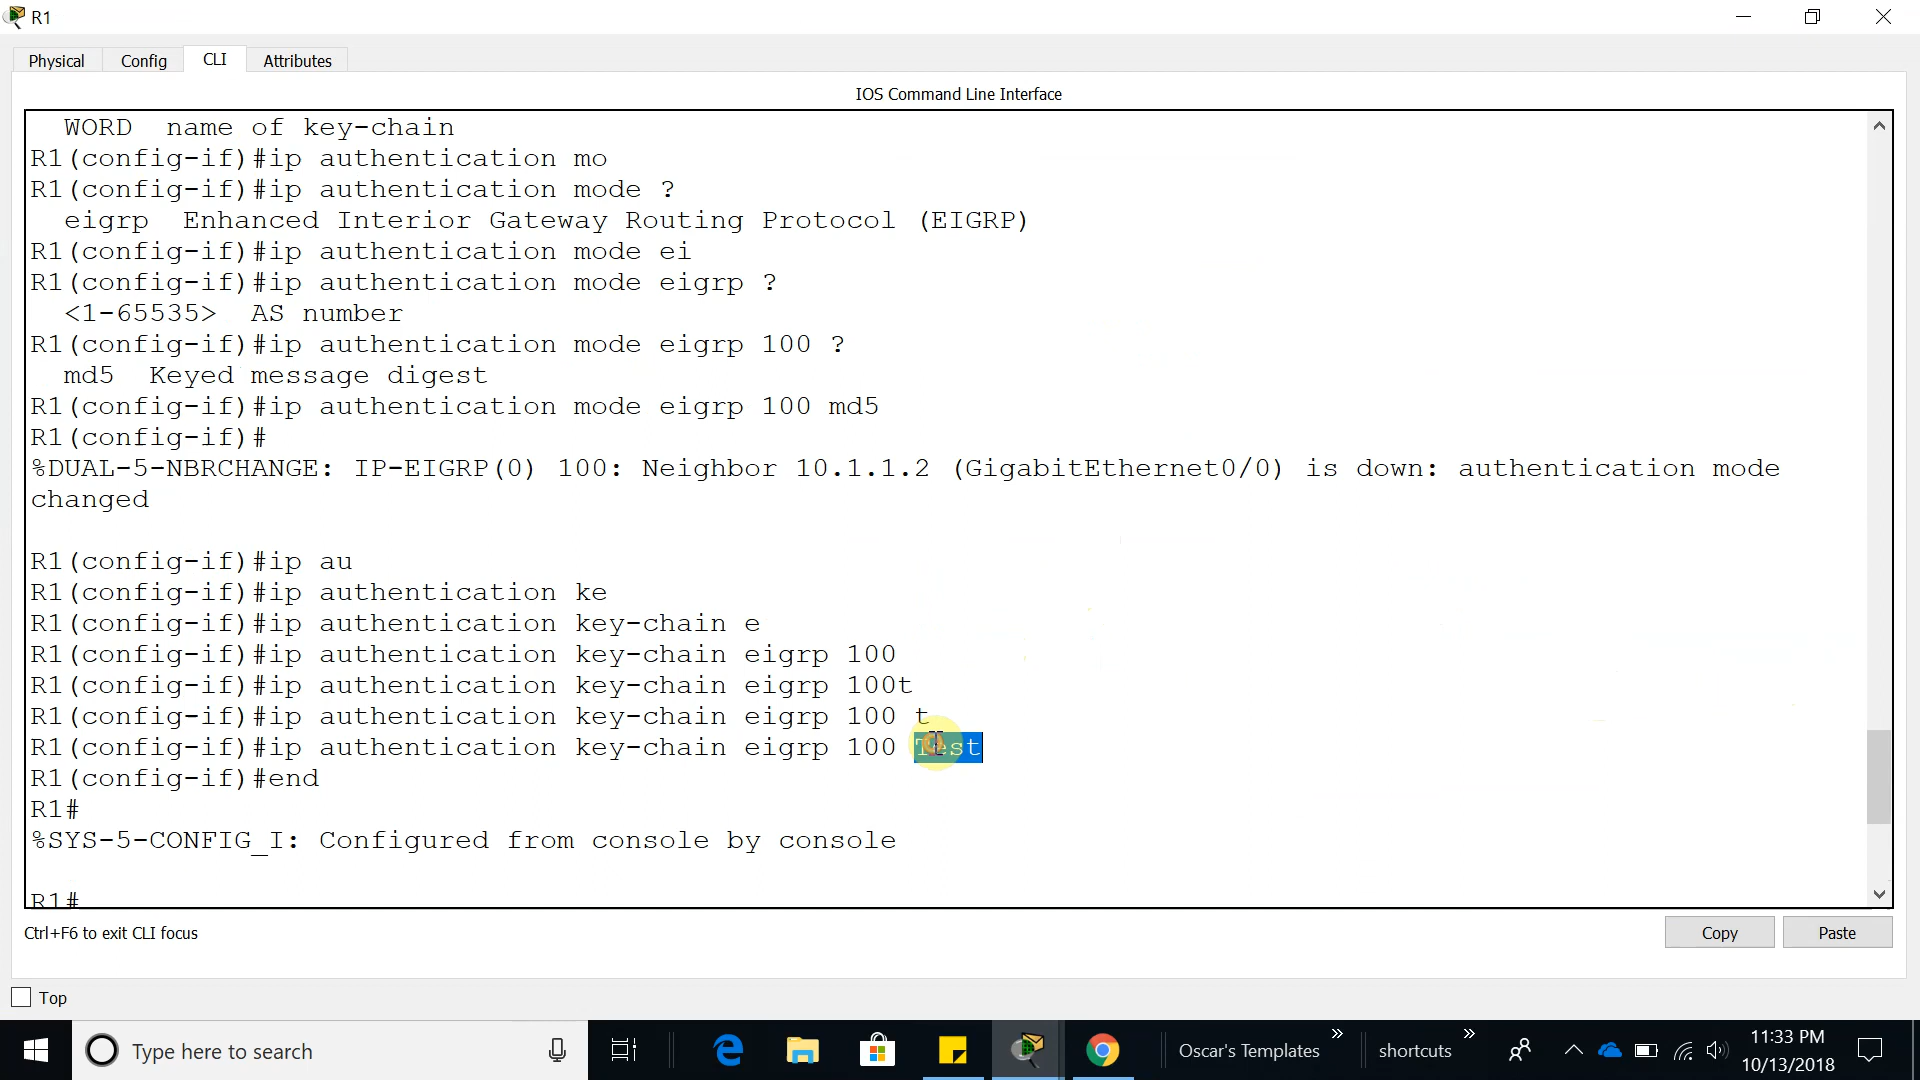 R1
Physical
Config
CLI
Attributes
IOS Command Line Interface
WORD  name of key-chain
R1(config-if)#ip authentication mo
R1(config-if)#ip authentication mode ?
eigrp  Enhanced Interior Gateway Routing Protocol (EIGRP)
R1(config-if)#ip authentication mode ei
R1(config-if)#ip authentication mode eigrp ?
<1-65535>  AS number
R1(config-if)#ip authentication mode eigrp 100 ?
md5  Keyed message digest
R1(config-if)#ip authentication mode eigrp 100 md5
R1(config-if)#
%DUAL-5-NBRCHANGE: IP-EIGRP(0) 100: Neighbor 10.1.1.2 (GigabitEthernet0/0) is down: authentication mode
changed
R1(config-if)#ip au
R1(config-if)#ip authentication ke
R1(config-if)#ip authentication key-chain e
R1(config-if)#ip authentication key-chain eigrp 100
R1(config-if)#ip authentication key-chain eigrp 100t
R1(config-if)#ip authentication key-chain eigrp 100 t
R1(config-if)#ip authentication key-chain eigrp 100 Test
R1(config-if)#end
R1#
%SYS-5-CONFIG_I: Configured from console by console
R1#
Ctrl+F6 to exit CLI focus
Copy
Paste
Top
Type here to search
Oscar's Templates
shortcuts
11:33 PM
10/13/2018